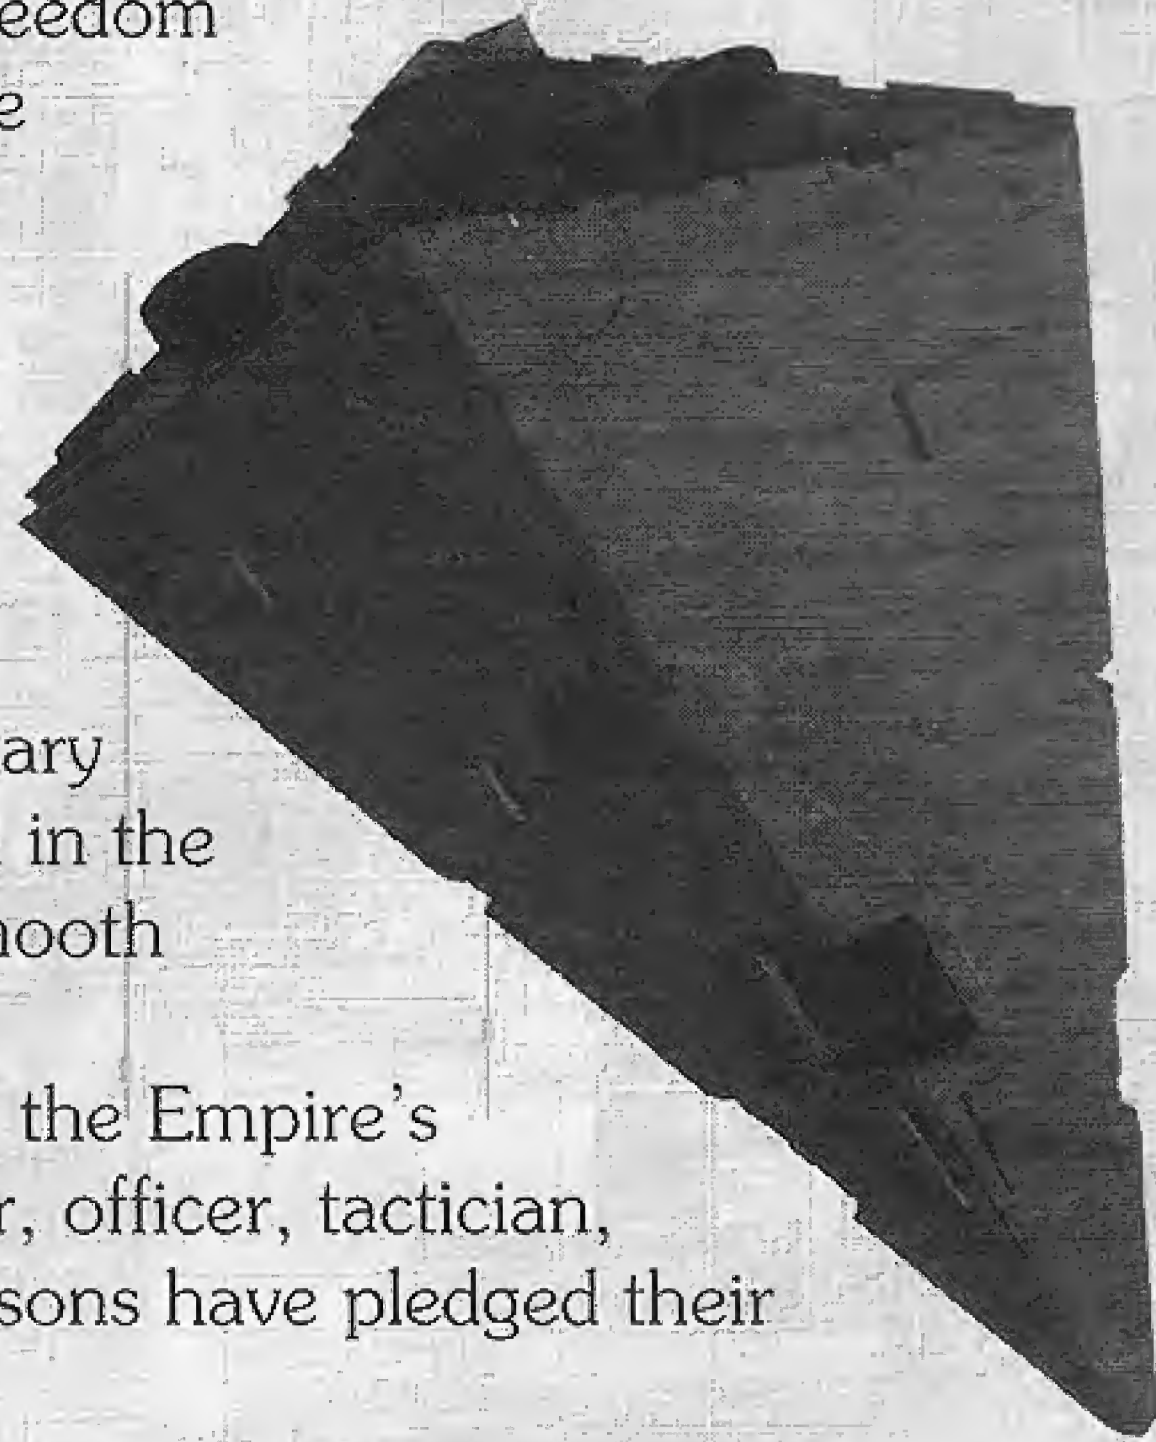 eedom
e
ary
in the
nooth
the Empire's
r, officer, tactician,
sons have pledged their